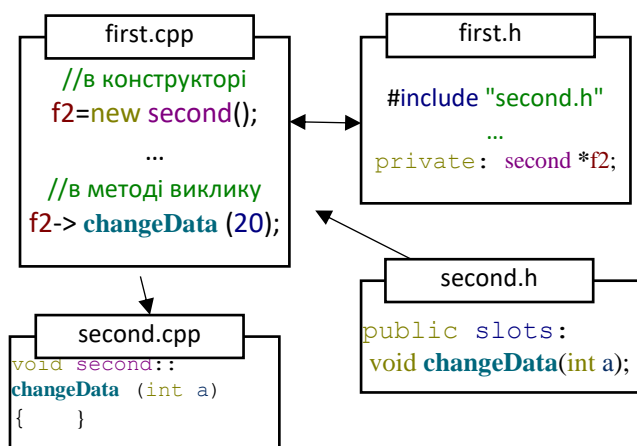 first.cpp
//в конструкторі
f2=new second();
...
//в методі виклику
f2-> changeData (20);
first.h
#include "second.h"
...
private: second *f2;
second.h
public slots:
void changeData(int a);
second.cpp
void second::
changeData (int a)
{ }